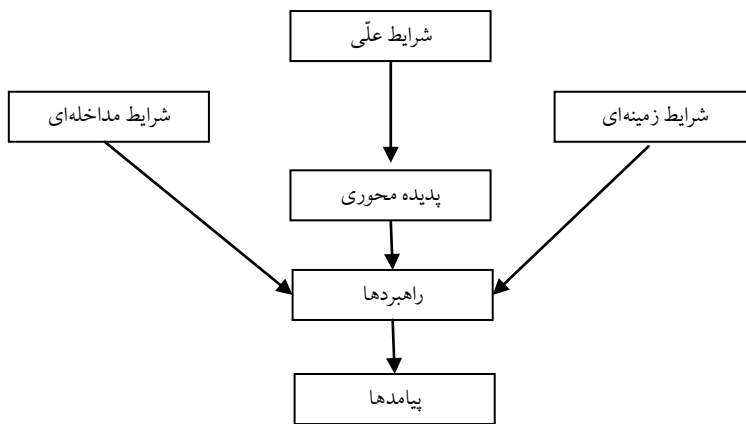 شرایط علّی
شرایط زمینه‌ای
شرایط مداخله‌ای
پدیده محوری
راهبردها
پیامدها